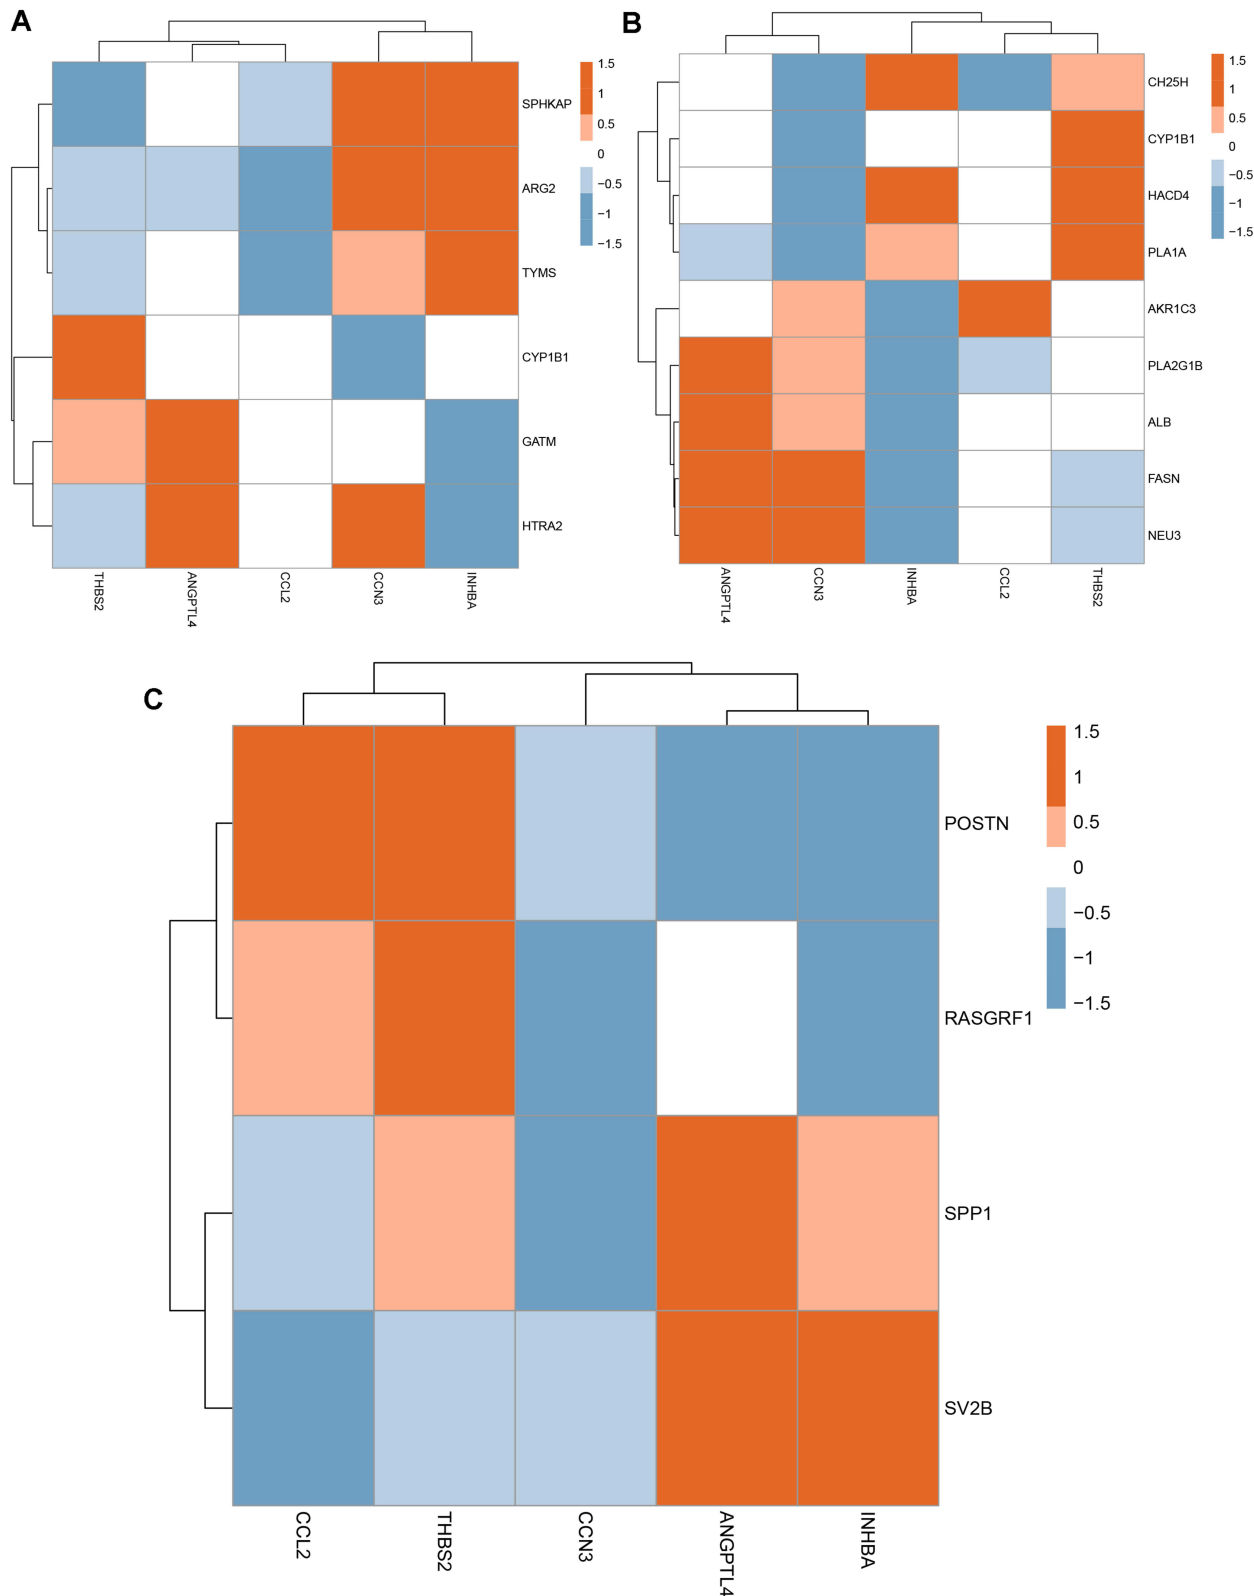 A
1.5
1
0.5
0
−0.5
−1
−1.5
SPHKAP
ARG2
TYMS
CYP1B1
GATM
HTRA2
THBS2
ANGPTL4
CCL2
CCN3
INHBA
B
1.5
1
0.5
0
−0.5
−1
−1.5
CH25H
CYP1B1
HACD4
PLA1A
AKR1C3
PLA2G1B
ALB
FASN
NEU3
ANGPTL4
CCN3
INHBA
CCL2
THBS2
C
1.5
1
0.5
0
−0.5
−1
−1.5
POSTN
RASGRF1
SPP1
SV2B
CCL2
THBS2
CCN3
ANGPTL4
INHBA